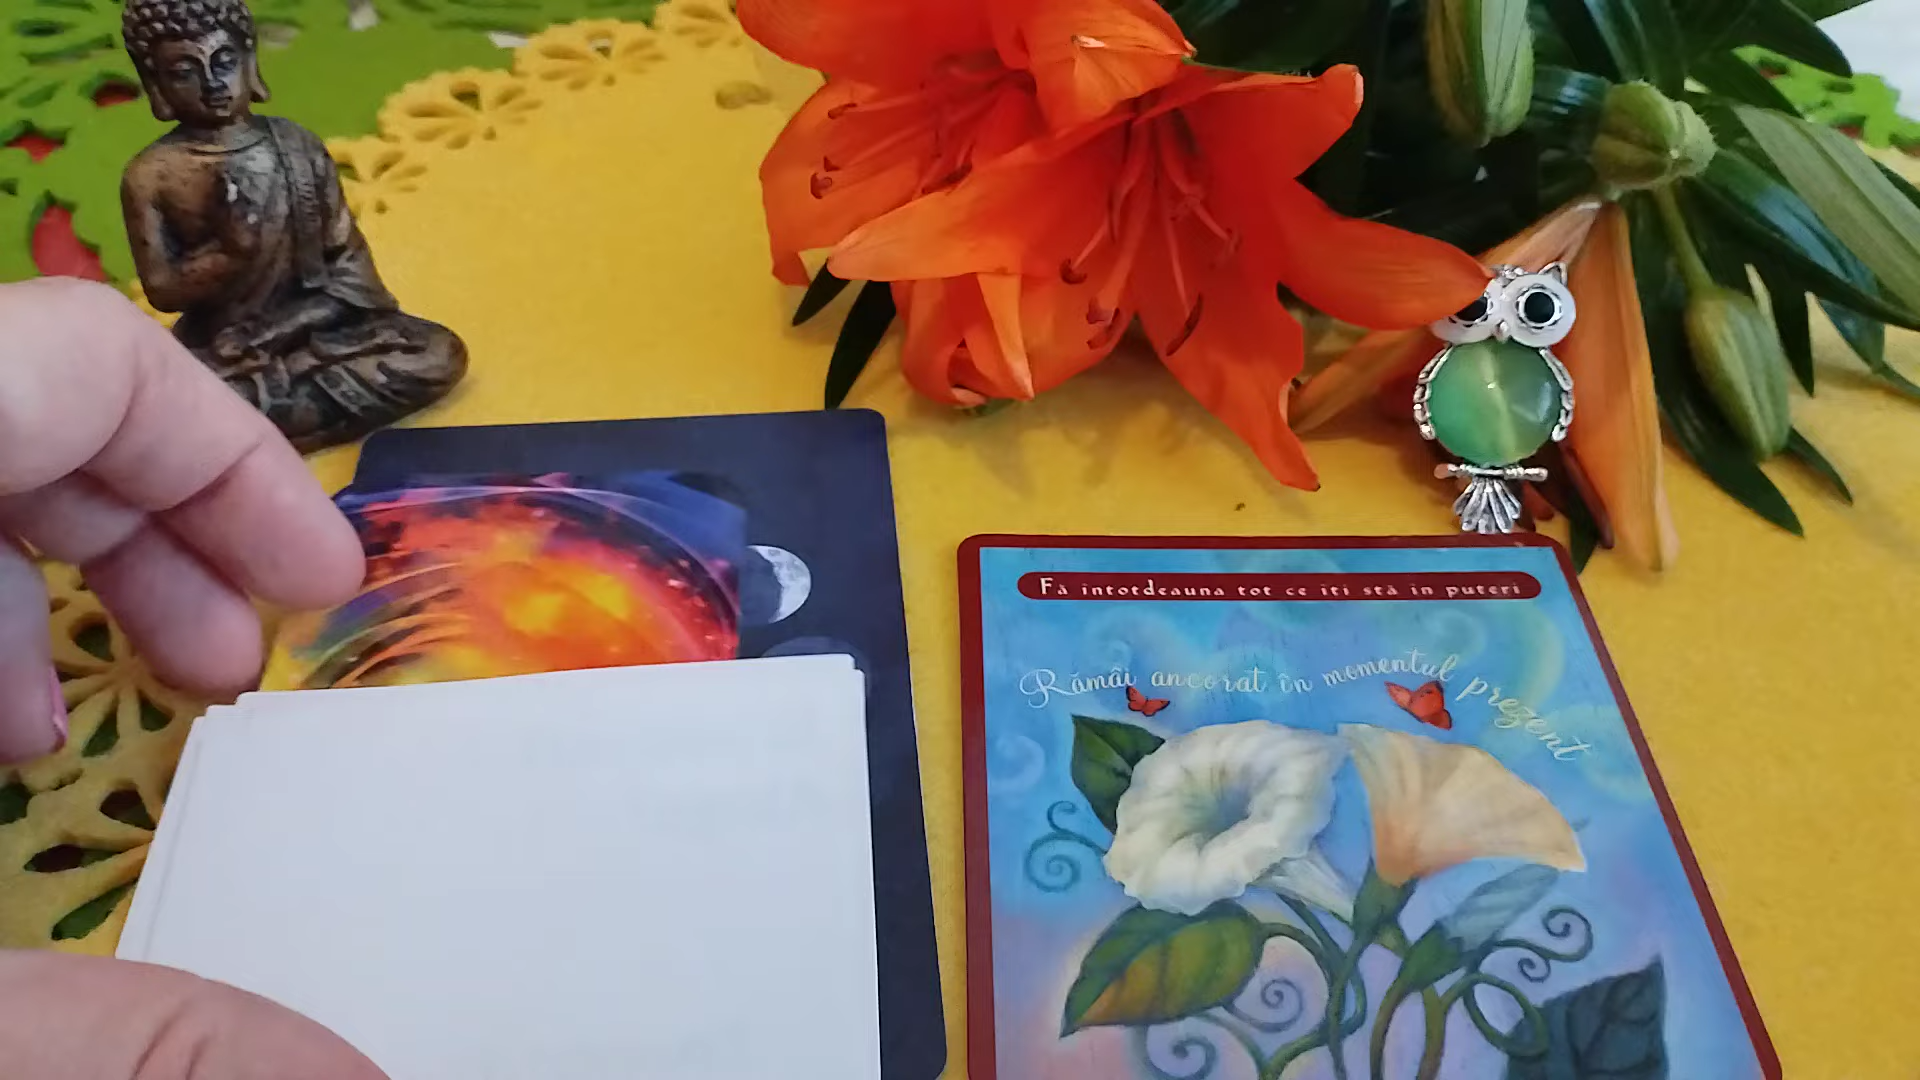 Fă întotdeauna tot ce îți stă în puteri
Rămâi ancorat în momentul prezent